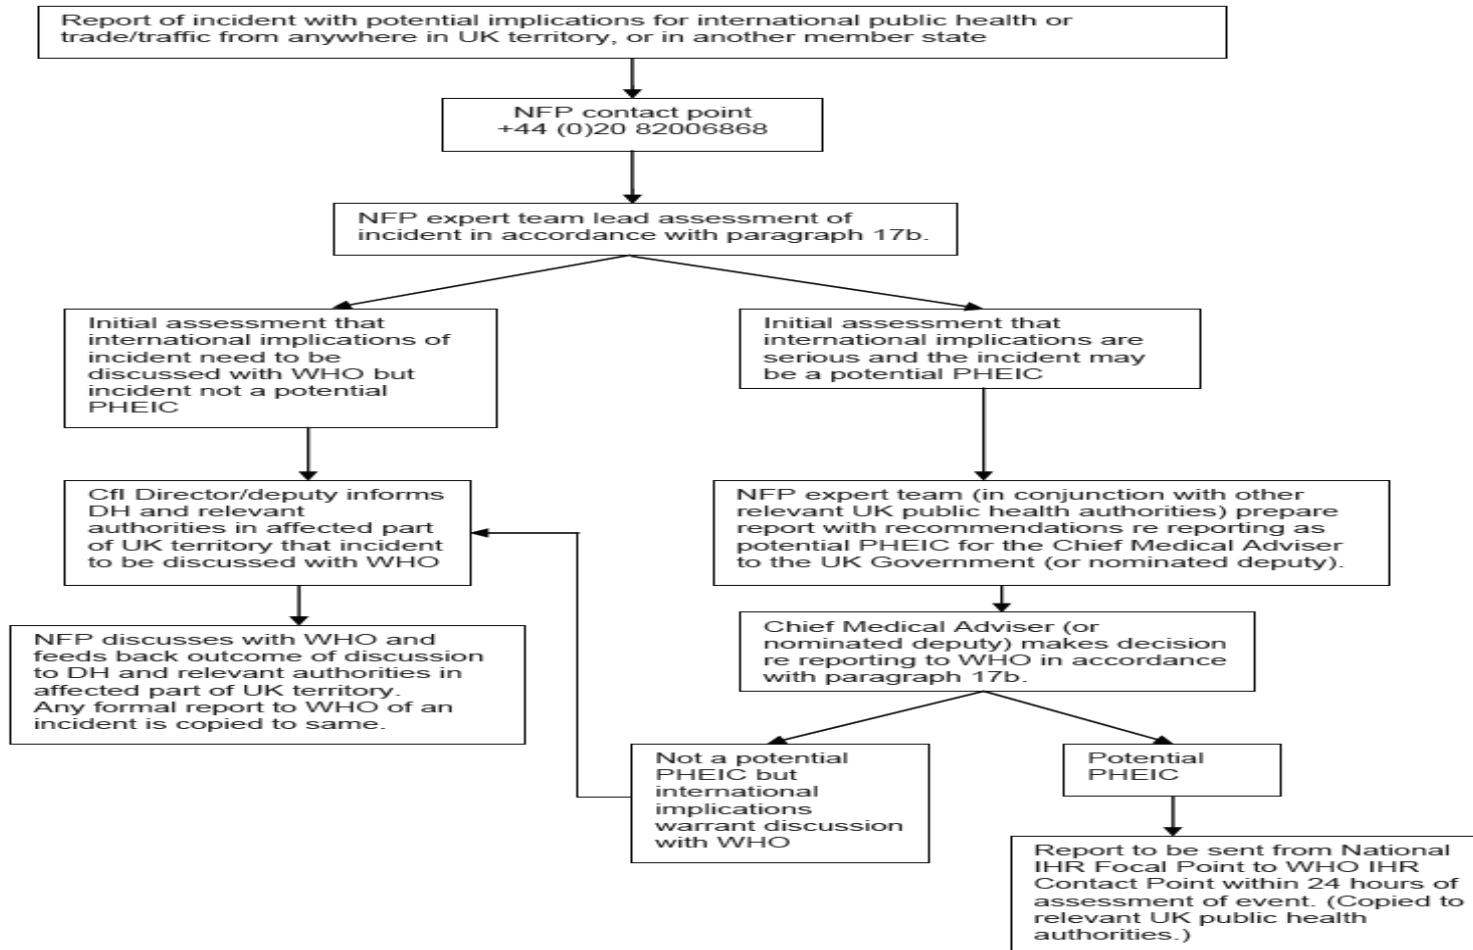 Report of incident with potential implications for international public health or
trade/traffic from anywhere in UK territory, or in another member state
NFP contact point
+44 (0)20 82006868
NFP expert team lead assessment of
incident in accordance with paragraph 17b.
Initial assessment that
international implications of
incident need to be
discussed with WHO but
incident not a potential
PHEIC
Initial assessment that
international implications are
serious and the incident may
be a potential PHEIC
CfI Director/deputy informs
DH and relevant
authorities in affected part
of UK territory that incident
to be discussed with WHO
NFP expert team (in conjunction with other
relevant UK public health authorities) prepare
report with recommendations re reporting as
potential PHEIC for the Chief Medical Adviser
to the UK Government (or nominated deputy).
NFP discusses with WHO and
feeds back outcome of discussion
to DH and relevant authorities in
affected part of UK territory.
Any formal report to WHO of an
incident is copied to same.
Chief Medical Adviser (or
nominated deputy) makes decision
re reporting to WHO in accordance
with paragraph 17b.
Not a potential
PHEIC but
international
implications
warrant discussion
with WHO
Potential
PHEIC
Report to be sent from National
IHR Focal Point to WHO IHR
Contact Point within 24 hours of
assessment of event. (Copied to
relevant UK public health
authorities.)